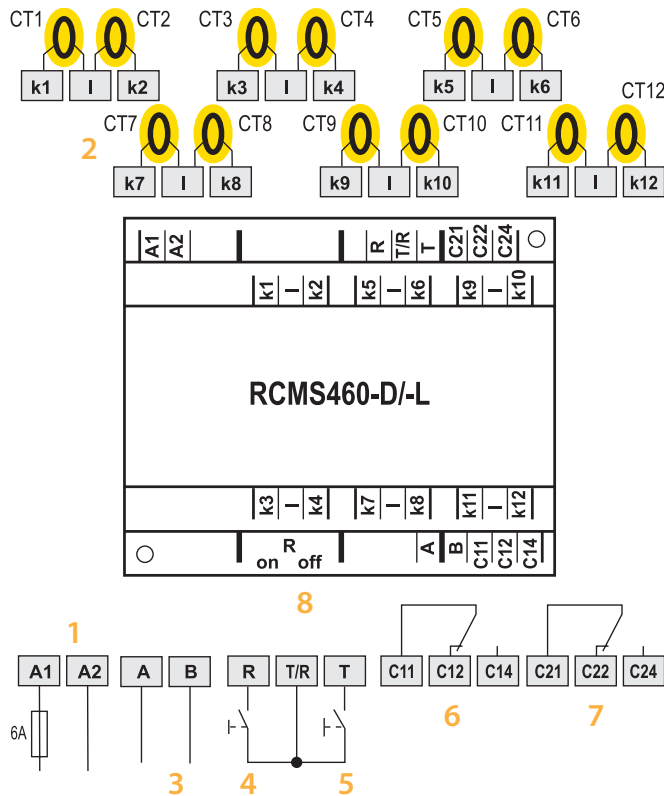 CT1 CT2 CT3 CT4 CT5 CT6
k1 l k2 k3 l k4 k5 l k6
CT7 CT8 CT9 CT10 CT11 CT12
2
k7 l k8 k9 l k10 k11 l k12
A1 A2 R T/R T C21 C22 C24
k1 l k2 k5 l k6 k9 l k10
RCMS460-D/-L
k3 l k4 k7 l k8 k11 l k12
on R off A B C11 C12 C14
8
1
A1 A2 A B R T/R T C11 C12 C14 C21 C22 C24
6 7
6A
3 4 5